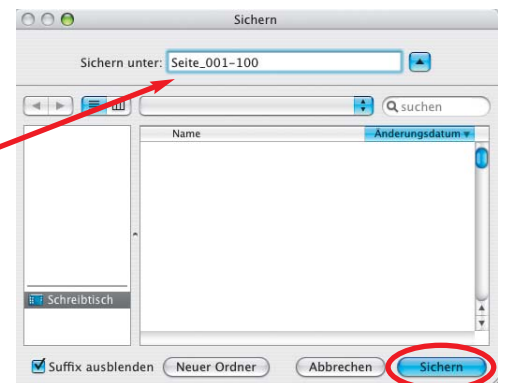 Sichern
Sichern unter: Seite_001-100
suchen
Name Änderungsdatum
Schreibtisch
Suffix ausblenden Neuer Ordner Abbrechen Sichern